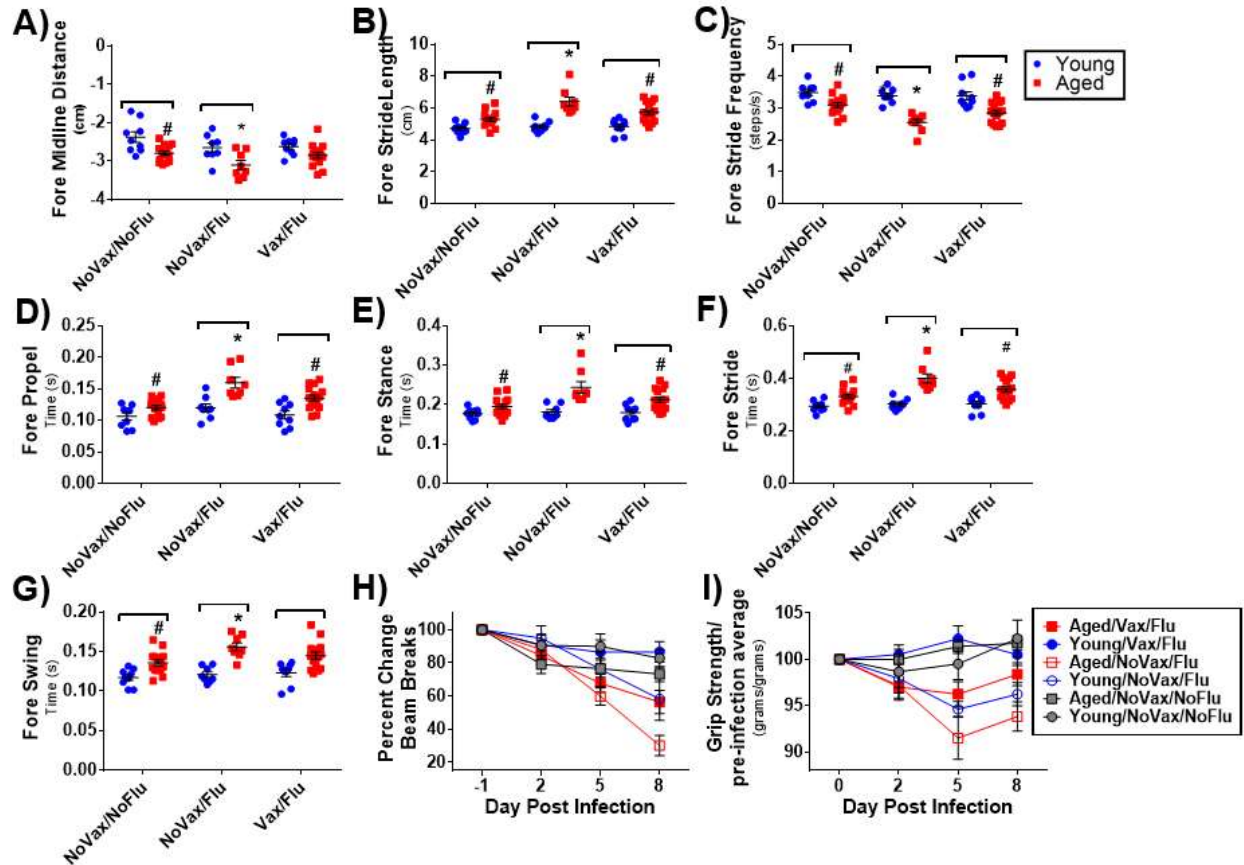 A)
Fore Midline Distance
(cm)
0
-1
-2
-3
-4
#
*
NoVax/NoFlu
NoVax/Flu
Vax/Flu
B)
Fore StrideLength
(cm)
10
8
6
4
2
0
#
*
#
NoVax/NoFlu
NoVax/Flu
Vax/Flu
C)
Fore Stride Frequency
(steps/s)
5
4
3
2
1
0
#
*
#
NoVax/NoFlu
NoVax/Flu
Vax/Flu
Young
Aged
D)
Fore Propel
Time (s)
0.25
0.20
0.15
0.10
0.05
0.00
#
*
#
NoVax/NoFlu
NoVax/Flu
Vax/Flu
E)
Fore Stance
Time (s)
0.4
0.3
0.2
0.1
0.0
#
*
#
NoVax/NoFlu
NoVax/Flu
Vax/Flu
F)
Fore Stride
Time (s)
0.6
0.4
0.2
0.0
#
*
#
NoVax/NoFlu
NoVax/Flu
Vax/Flu
G)
Fore Swing
Time (s)
0.20
0.15
0.10
0.05
0.00
#
*
NoVax/NoFlu
NoVax/Flu
Vax/Flu
H)
Percent Change
Beam Breaks
100
80
60
40
20
-1
2
5
8
Day Post Infection
I)
Grip Strength/
pre-infection average
(grams/grams)
105
100
95
90
0
2
5
8
Day Post Infection
Aged/Vax/Flu
Young/Vax/Flu
Aged/NoVax/Flu
Young/NoVax/Flu
Aged/NoVax/NoFlu
Young/NoVax/NoFlu